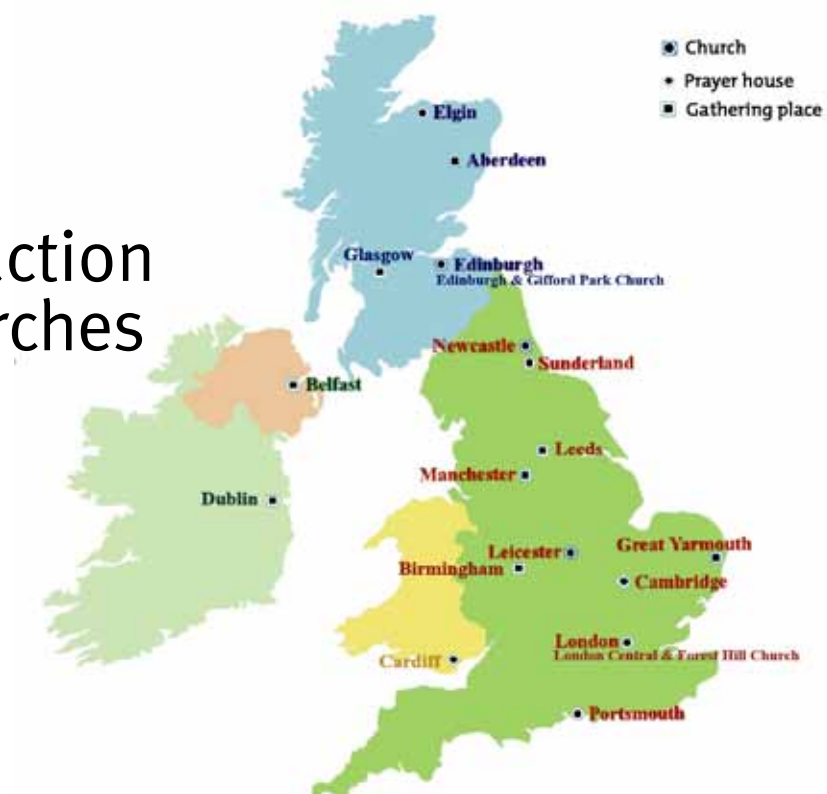 Church
Prayer house
Gathering place
Elgin
Aberdeen
Glasgow
Edinburgh
Edinburgh & Gifford Park Church
Newcastle
Sunderland
Belfast
Leeds
Manchester
Dublin
Leicester
Great Yarmouth
Birmingham
Cambridge
London
London Central & Forest Hill Church
Cardiff
Portsmouth